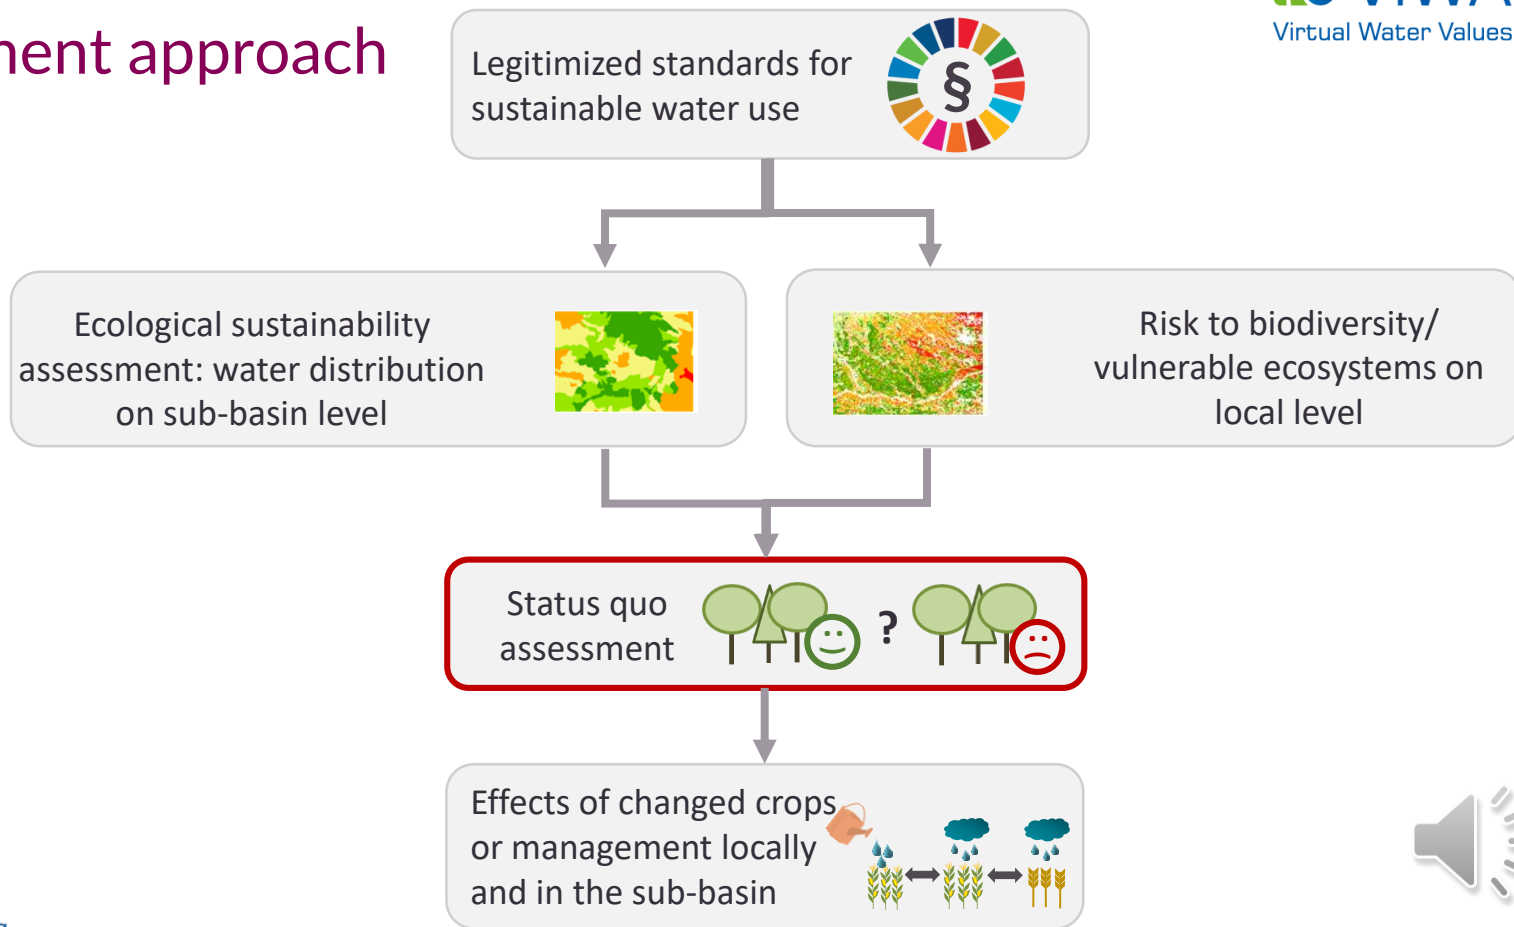 approach
Virtual Water Values
Legitimized standards for
sustainable water use
§
Ecological sustainability
assessment: water distribution
on sub-basin level
Risk to biodiversity/
vulnerable ecosystems on
local level
Status quo
assessment
?
Effects of changed crops
or management locally
and in the sub-basin